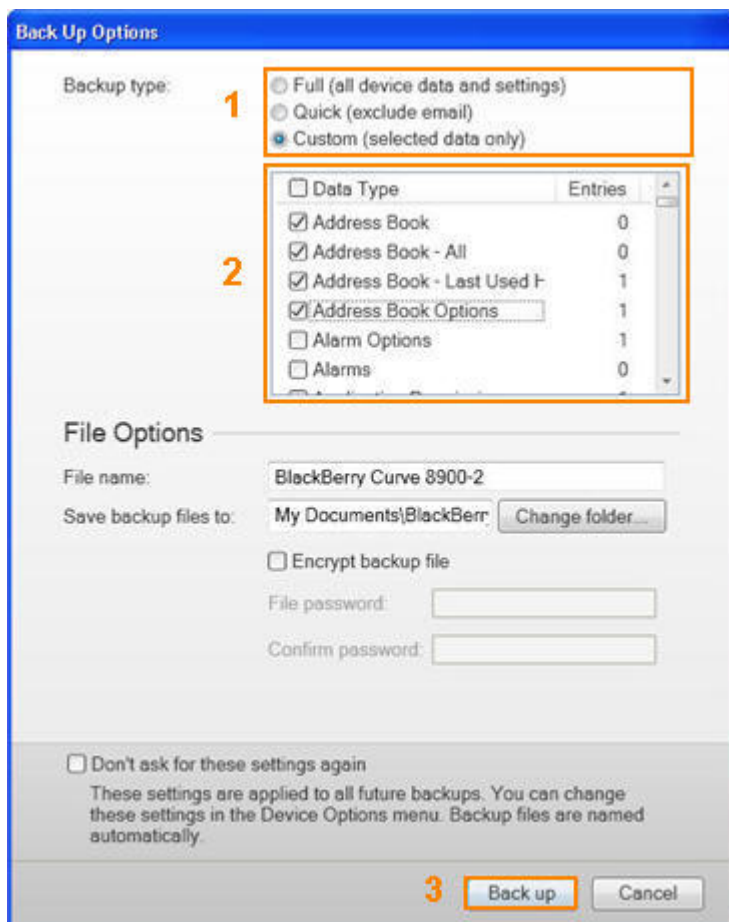 Back Up Options
Backup type:
1
Full (all device data and settings)
Quick (exclude email)
Custom (selected data only)
2
Data Type Entries
Address Book 0
Address Book - All 0
Address Book - Last Used H 1
Address Book Options 1
Alarm Options 1
Alarms 0
File Options
File name: BlackBerry Curve 8900-2
Save backup files to: My Documents\BlackBerr Change folder...
Encrypt backup file
File password:
Confirm password:
Don't ask for these settings again
These settings are applied to all future backups. You can change
these settings in the Device Options menu. Backup files are named
automatically.
3 Back up Cancel